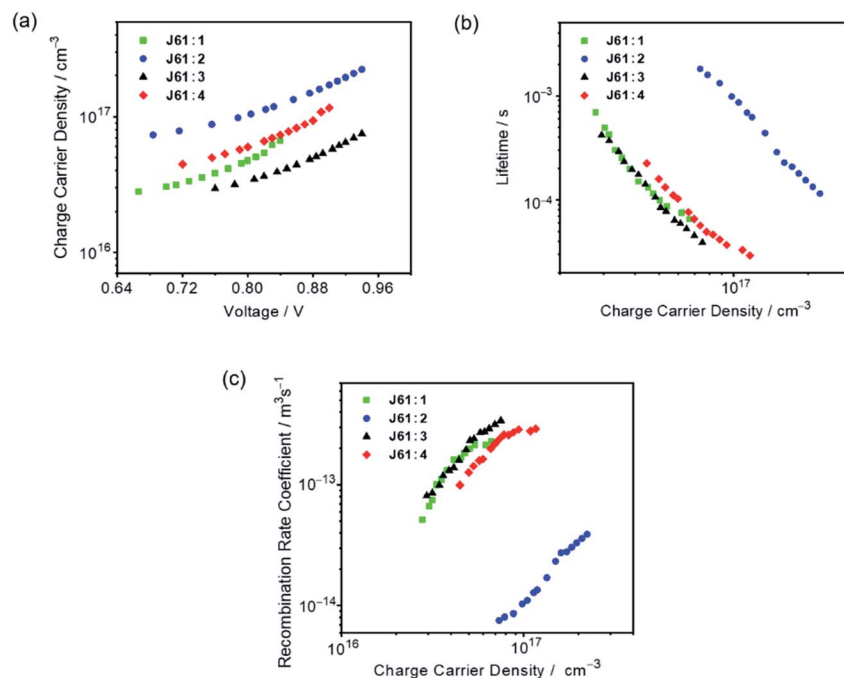 (a)
Charge Carrier Density / cm⁻³
J61:1
J61:2
J61:3
J61:4
10¹⁷
10¹⁶
0.64 0.72 0.80 0.88 0.96
Voltage / V
(b)
Lifetime / s
J61:1
J61:2
J61:3
J61:4
10⁻³
10⁻⁴
10¹⁷
Charge Carrier Density / cm⁻³
(c)
Recombination Rate Coefficient / m³s⁻¹
J61:1
J61:2
J61:3
J61:4
10⁻¹³
10⁻¹⁴
10¹⁶ 10¹⁷
Charge Carrier Density / cm⁻³